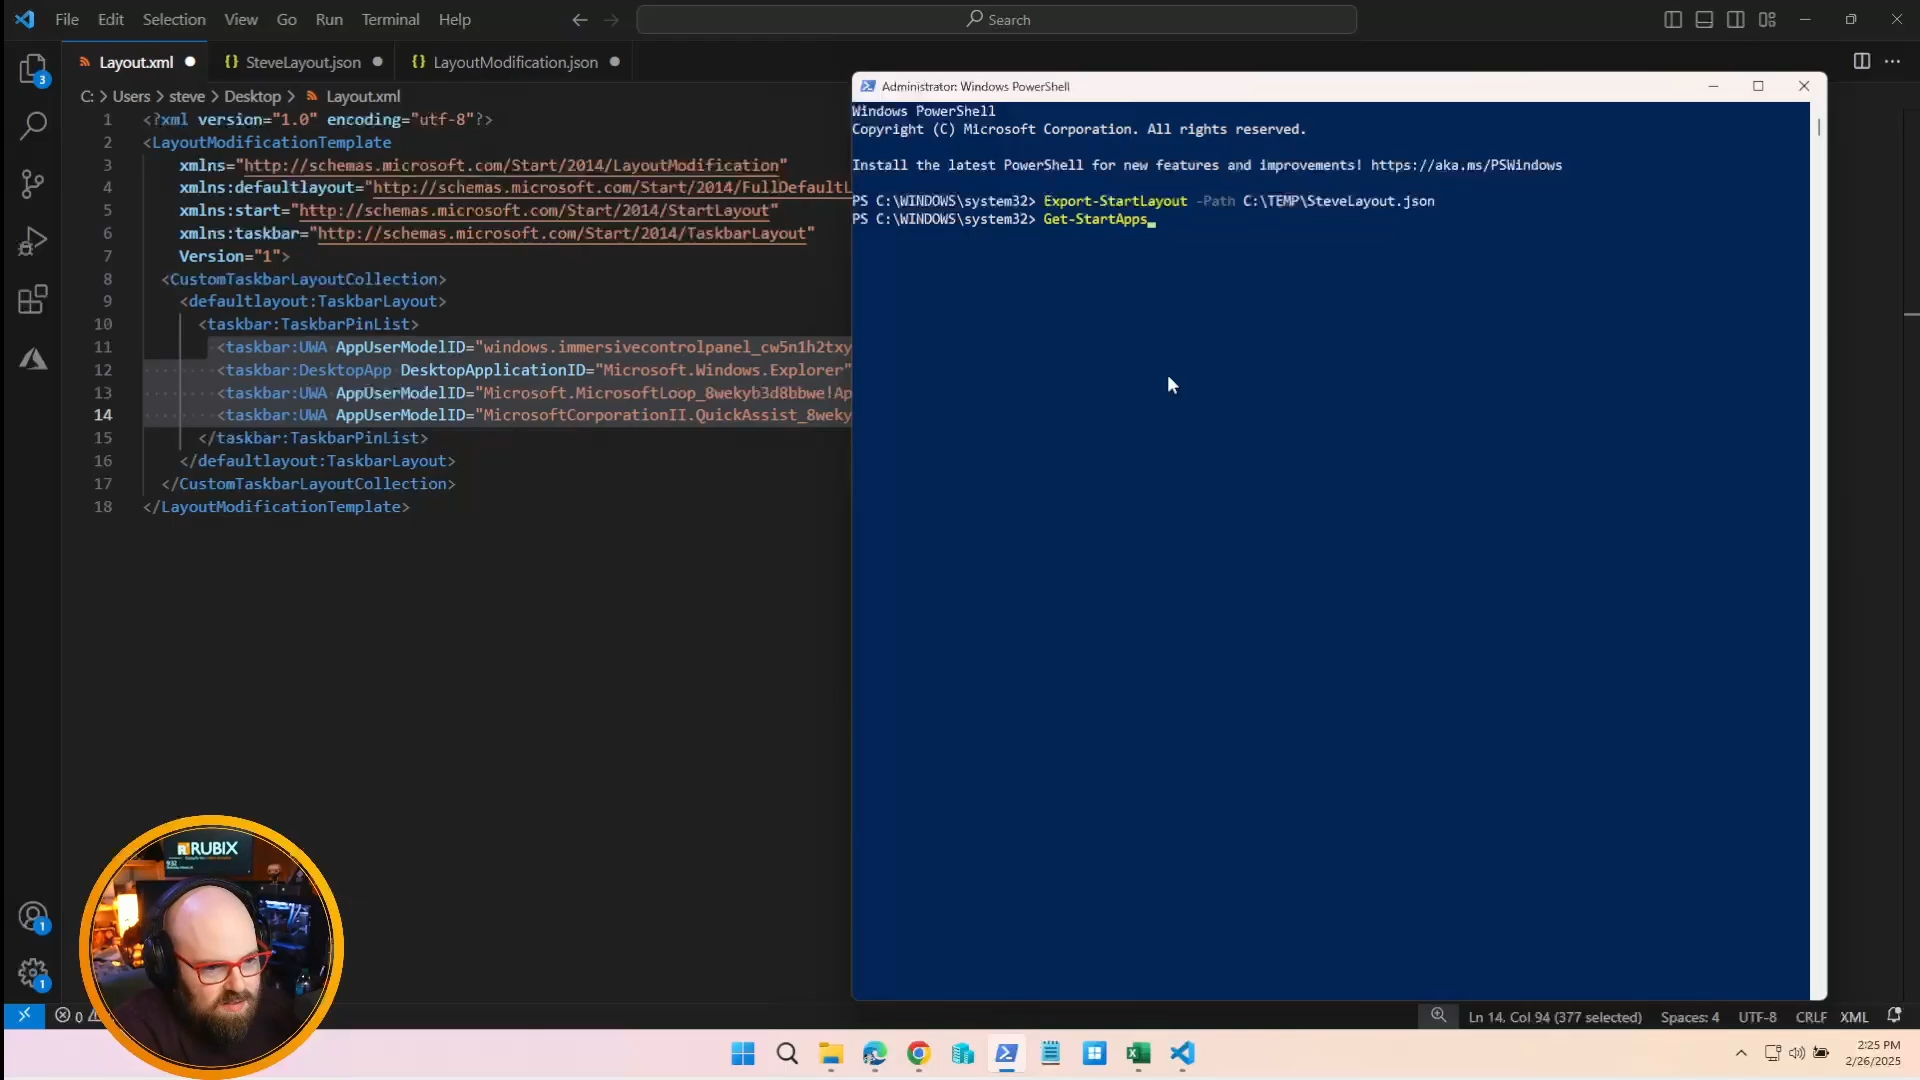 File Edit Selection View Go Run Terminal Help
Search
Layout.xml
SteveLayout.json
LayoutModification.json
C: > Users > steve > Desktop > Layout.xml
1 <?xml version="1.0" encoding="utf-8"?>
2 <LayoutModificationTemplate
3 xmlns="http://schemas.microsoft.com/Start/2014/LayoutModification"
4 xmlns:defaultlayout="http://schemas.microsoft.com/Start/2014/FullDefaultL
5 xmlns:start="http://schemas.microsoft.com/Start/2014/StartLayout"
6 xmlns:taskbar="http://schemas.microsoft.com/Start/2014/TaskbarLayout"
7 Version="1">
8 <CustomTaskbarLayoutCollection>
9 <defaultlayout:TaskbarLayout>
10 <taskbar:TaskbarPinList>
11 <taskbar:UWA AppUserModelID="windows.immersivecontrolpanel_cw5n1h2txy
12 <taskbar:DesktopApp DesktopApplicationID="Microsoft.Windows.Explorer"
13 <taskbar:UWA AppUserModelID="Microsoft.MicrosoftLoop_8wekyb3d8bbwe!Ap
14 <taskbar:UWA AppUserModelID="MicrosoftCorporationII.QuickAssist_8weky
15 </taskbar:TaskbarPinList>
16 </defaultlayout:TaskbarLayout>
17 </CustomTaskbarLayoutCollection>
18 </LayoutModificationTemplate>
Administrator: Windows PowerShell
Windows PowerShell
Copyright (C) Microsoft Corporation. All rights reserved.
Install the latest PowerShell for new features and improvements! https://aka.ms/PSWindows
PS C:\WINDOWS\system32> Export-StartLayout -Path C:\TEMP\SteveLayout.json
PS C:\WINDOWS\system32> Get-StartApps
3
1
1
RUBIX
0
Ln 14, Col 94 (377 selected) Spaces: 4 UTF-8 CRLF XML
2:25 PM
2/26/2025